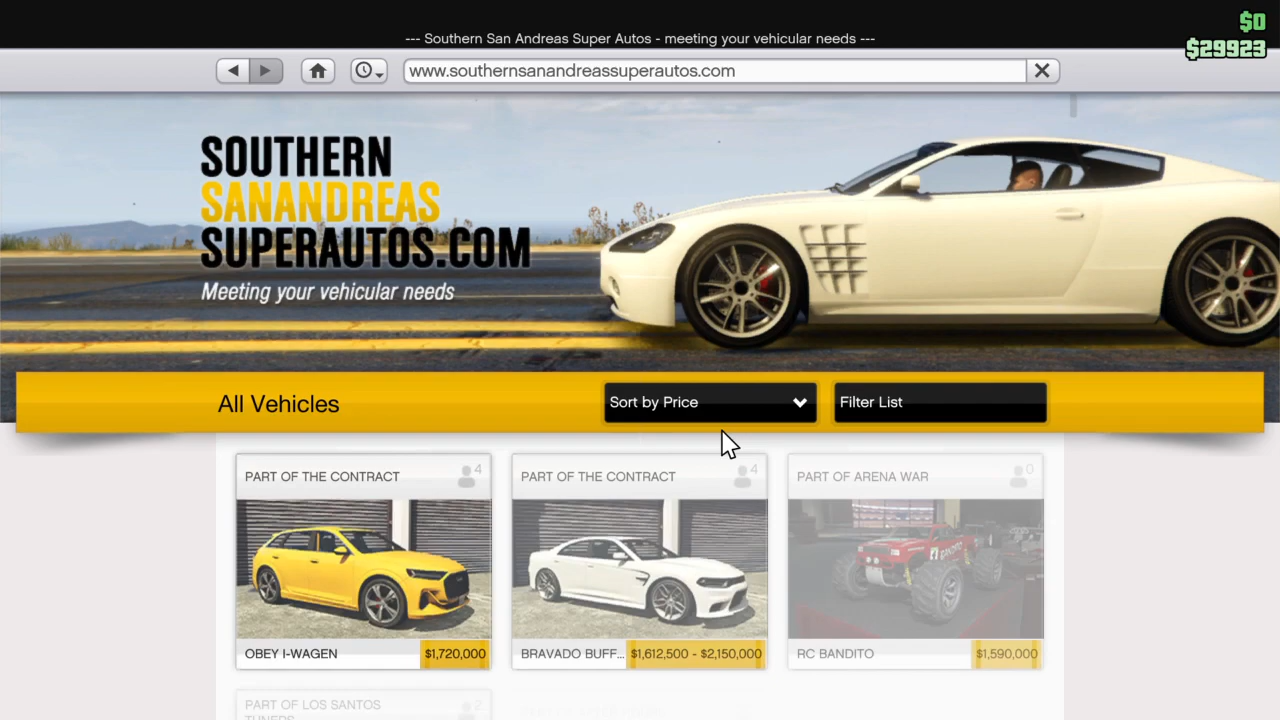 --- Southern San Andreas Super Autos - meeting your vehicular needs ---
$0
$29923
www.southernsanandreassuperautos.com
SOUTHERN
SANANDREAS
SUPERAUTOS.COM
Meeting your vehicular needs
All Vehicles
Sort by Price
Filter List
PART OF THE CONTRACT 4
PART OF THE CONTRACT 4
PART OF ARENA WAR 0
OBEY I-WAGEN $1,720,000
BRAVADO BUFF... $1,612,500 - $2,150,000
RC BANDITO $1,590,000
PART OF LOS SANTOS 2
TUNERS